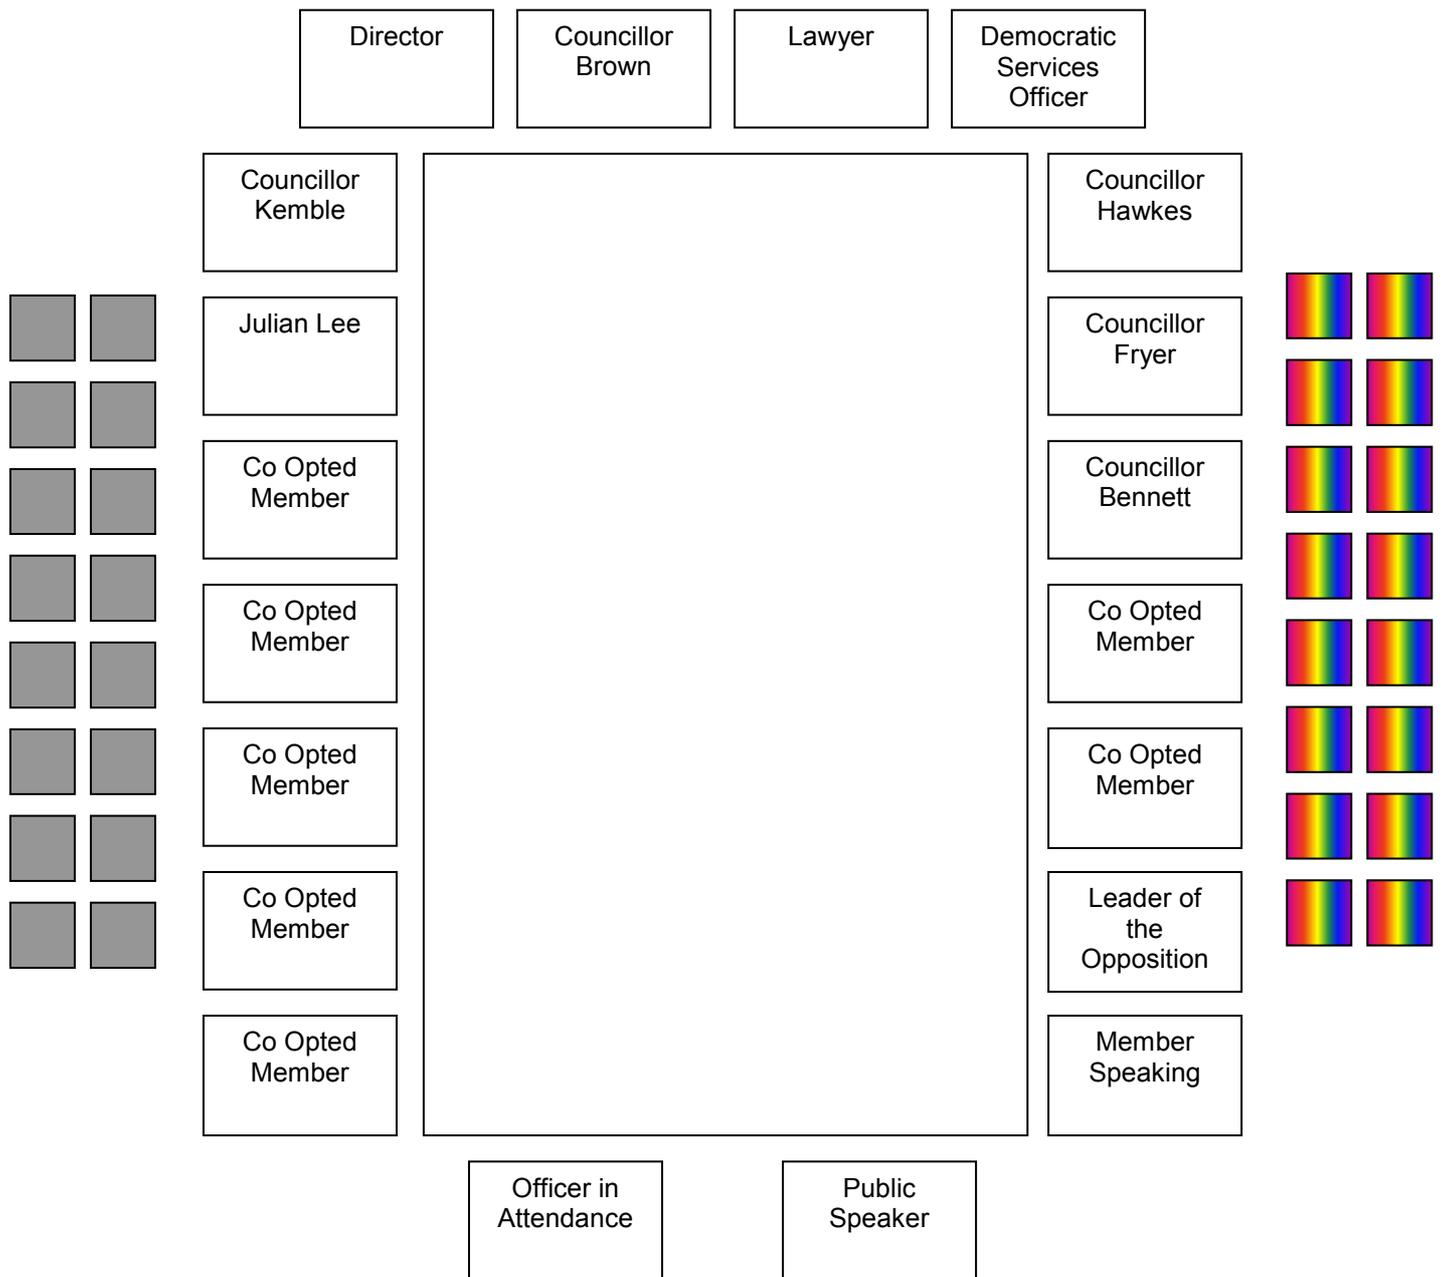 Director
Councillor
Brown
Lawyer
Democratic
Services
Officer
Councillor
Kemble
Councillor
Hawkes
Julian Lee
Councillor
Fryer
Co Opted
Member
Councillor
Bennett
Co Opted
Member
Co Opted
Member
Co Opted
Member
Co Opted
Member
Co Opted
Member
Leader of
the
Opposition
Co Opted
Member
Member
Speaking
Officer in
Attendance
Public
Speaker